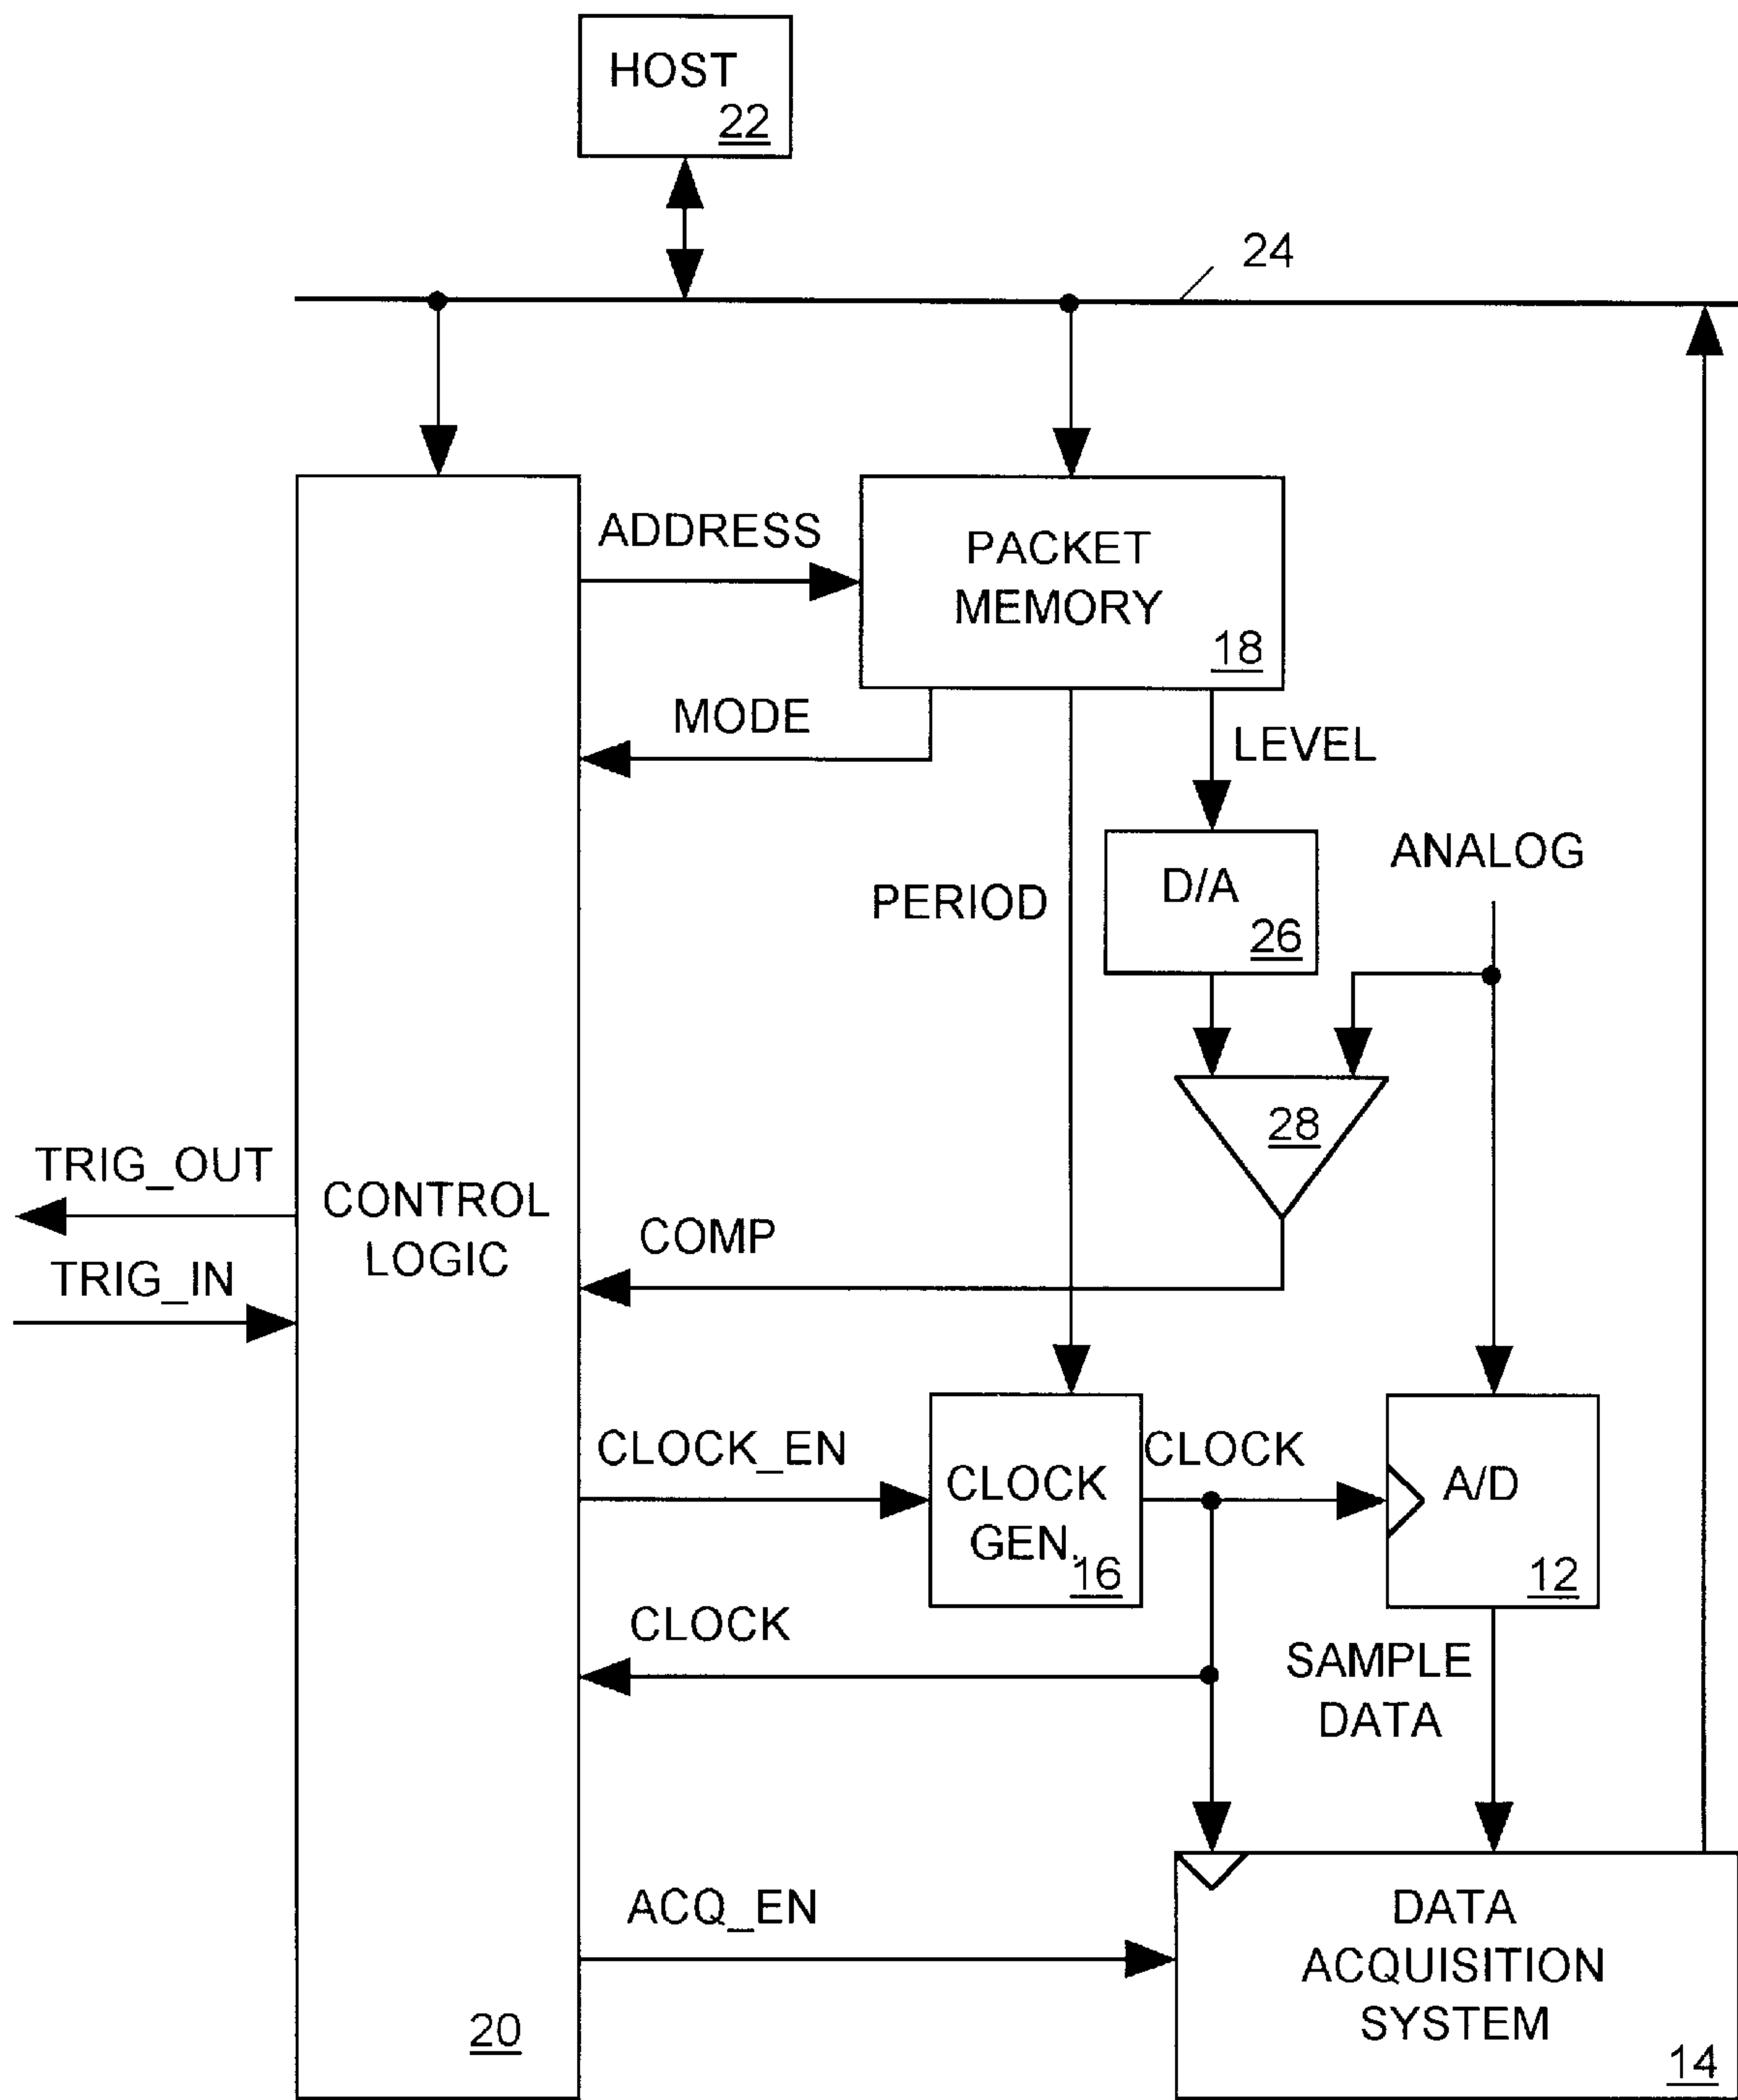 HOST
22
24
ADDRESS
PACKET
MEMORY
18
MODE
LEVEL
ANALOG
D/A
26
PERIOD
28
TRIG_OUT
CONTROL
LOGIC
COMP
TRIG_IN
CLOCK_EN
CLOCK
CLOCK
GEN.
16
A/D
12
CLOCK
SAMPLE
DATA
ACQ_EN
DATA
ACQUISITION
SYSTEM
20
14